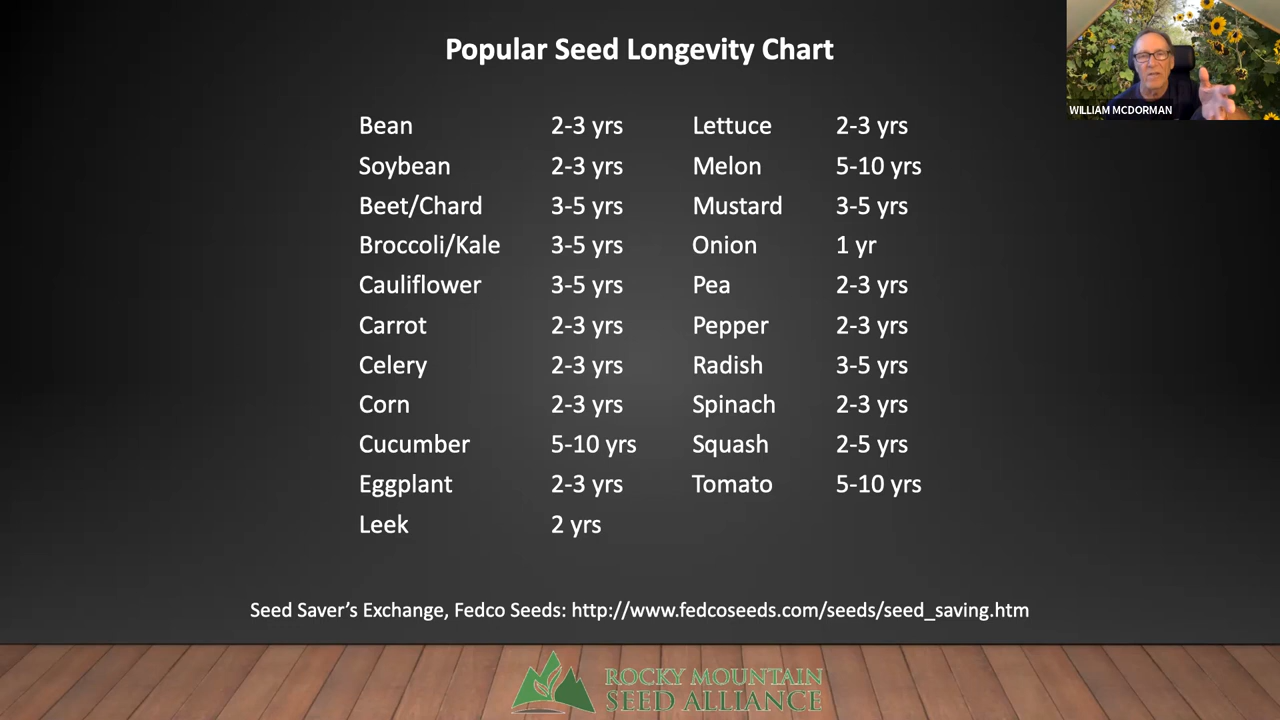 Popular Seed Longevity Chart
WILLIAM MCDORMAN
Bean 2-3 yrs Lettuce 2-3 yrs
Soybean 2-3 yrs Melon 5-10 yrs
Beet/Chard 3-5 yrs Mustard 3-5 yrs
Broccoli/Kale 3-5 yrs Onion 1 yr
Cauliflower 3-5 yrs Pea 2-3 yrs
Carrot 2-3 yrs Pepper 2-3 yrs
Celery 2-3 yrs Radish 3-5 yrs
Corn 2-3 yrs Spinach 2-3 yrs
Cucumber 5-10 yrs Squash 2-5 yrs
Eggplant 2-3 yrs Tomato 5-10 yrs
Leek 2 yrs
Seed Saver’s Exchange, Fedco Seeds: http://www.fedcoseeds.com/seeds/seed_saving.htm
ROCKY MOUNTAIN
SEED ALLIANCE